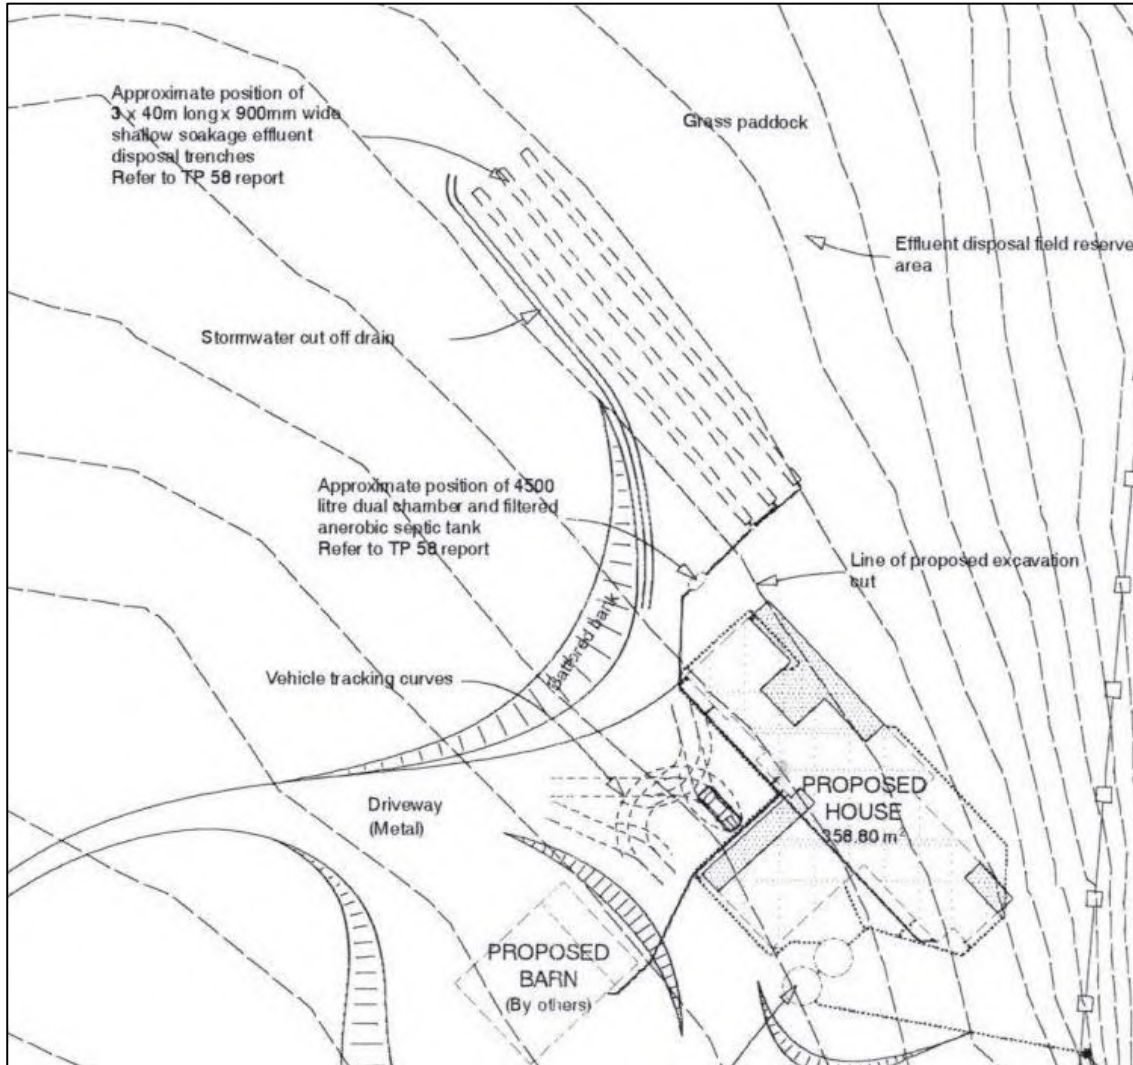 Approximate position of
3 x 40m long x 900mm wide
shallow soakage effluent
disposal trenches
Refer to TP 58 report
Grass paddock
Effluent disposal field reserve
area
Stormwater cut off drain
Approximate position of 4500
litre dual chamber and filtered
anerobic septic tank
Refer to TP 58 report
Line of proposed excavation
cut
Battered bank
Vehicle tracking curves
Driveway
(Metal)
PROPOSED
HOUSE
358.80 m²
PROPOSED
BARN
(By others)